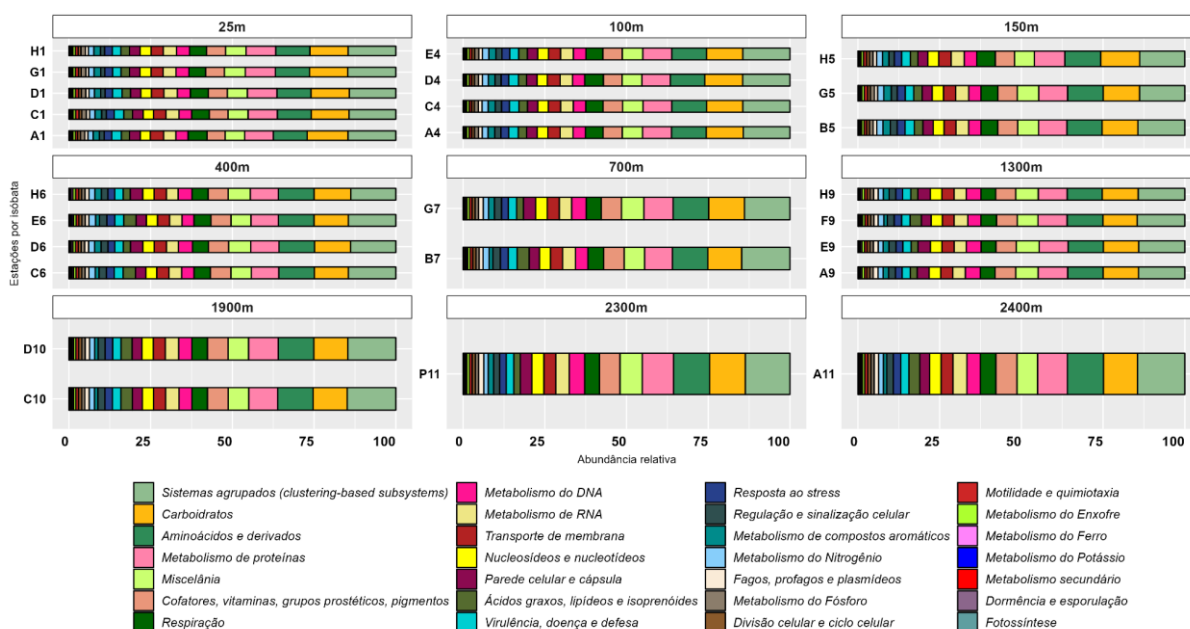 25m
100m
150m
H1
G1
D1
C1
A1
E4
D4
C4
A4
H5
G5
B5
400m
700m
1300m
H6
E6
D6
C6
G7
B7
H9
F9
E9
A9
Estações por isóbata
1900m
2300m
2400m
D10
C10
P11
A11
0 25 50 75 100
0 25 50 75 100
0 25 50 75 100
Abundância relativa
Sistemas agrupados (clustering-based subsystems)
Carboidratos
Aminoácidos e derivados
Metabolismo de proteínas
Miscelânia
Cofatores, vitaminas, grupos prostéticos, pigmentos
Respiração
Metabolismo do DNA
Metabolismo de RNA
Transporte de membrana
Nucleosídeos e nucleotídeos
Parede celular e cápsula
Ácidos graxos, lipídeos e isoprenóides
Virulência, doença e defesa
Resposta ao stress
Regulação e sinalização celular
Metabolismo de compostos aromáticos
Metabolismo do Nitrogênio
Fagos, profagos e plasmídeos
Metabolismo do Fósforo
Divisão celular e ciclo celular
Motilidade e quimiotaxia
Metabolismo do Enxofre
Metabolismo do Ferro
Metabolismo do Potássio
Metabolismo secundário
Dormência e esporulação
Fotossíntese